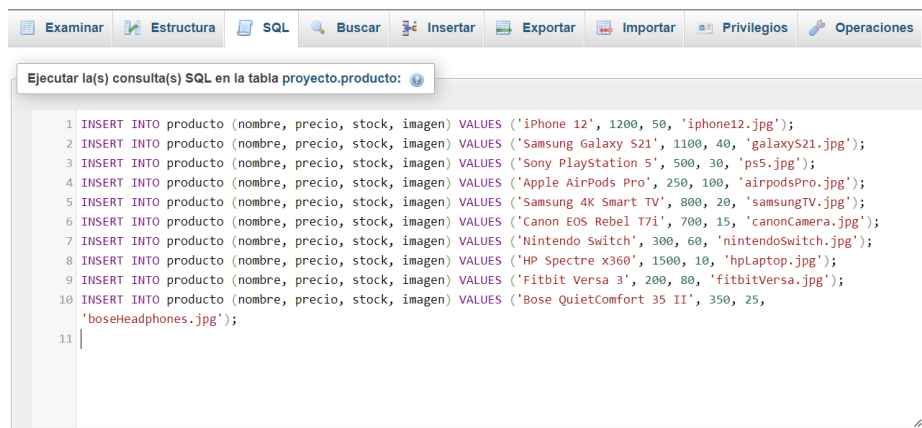 Examinar Estructura SQL Buscar Insertar Exportar Importar Privilegios Operaciones
Ejecutar la(s) consulta(s) SQL en la tabla proyecto.producto:
1 INSERT INTO producto (nombre, precio, stock, imagen) VALUES ('iPhone 12', 1200, 50, 'iphone12.jpg');
2 INSERT INTO producto (nombre, precio, stock, imagen) VALUES ('Samsung Galaxy S21', 1100, 40, 'galaxyS21.jpg');
3 INSERT INTO producto (nombre, precio, stock, imagen) VALUES ('Sony PlayStation 5', 500, 30, 'ps5.jpg');
4 INSERT INTO producto (nombre, precio, stock, imagen) VALUES ('Apple AirPods Pro', 250, 100, 'airpodsPro.jpg');
5 INSERT INTO producto (nombre, precio, stock, imagen) VALUES ('Samsung 4K Smart TV', 800, 20, 'samsungTV.jpg');
6 INSERT INTO producto (nombre, precio, stock, imagen) VALUES ('Canon EOS Rebel T7i', 700, 15, 'canonCamera.jpg');
7 INSERT INTO producto (nombre, precio, stock, imagen) VALUES ('Nintendo Switch', 300, 60, 'nintendoSwitch.jpg');
8 INSERT INTO producto (nombre, precio, stock, imagen) VALUES ('HP Spectre x360', 1500, 10, 'hpLaptop.jpg');
9 INSERT INTO producto (nombre, precio, stock, imagen) VALUES ('Fitbit Versa 3', 200, 80, 'fitbitVersa.jpg');
10 INSERT INTO producto (nombre, precio, stock, imagen) VALUES ('Bose QuietComfort 35 II', 350, 25,
'boseHeadphones.jpg');
11